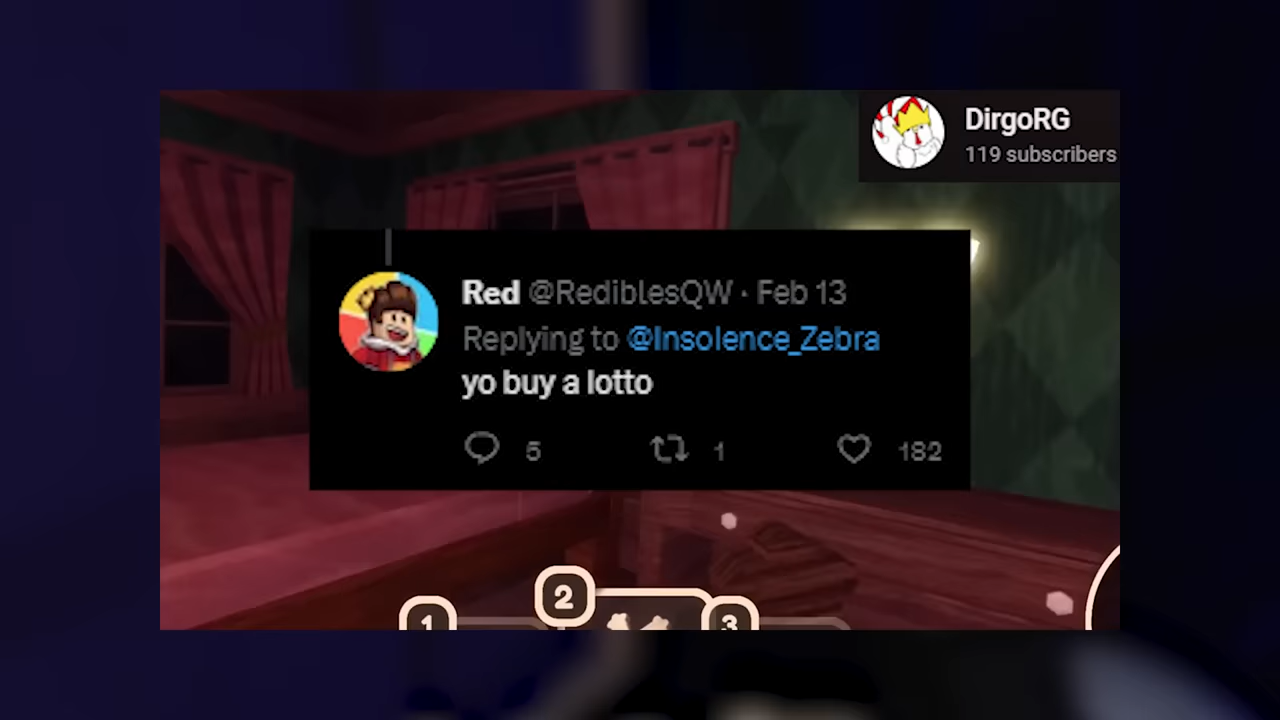 DirgoRG
119 subscribers
Red @RediblesQW · Feb 13
Replying to @Insolence_Zebra
yo buy a lotto
5 1 182
1 2 3